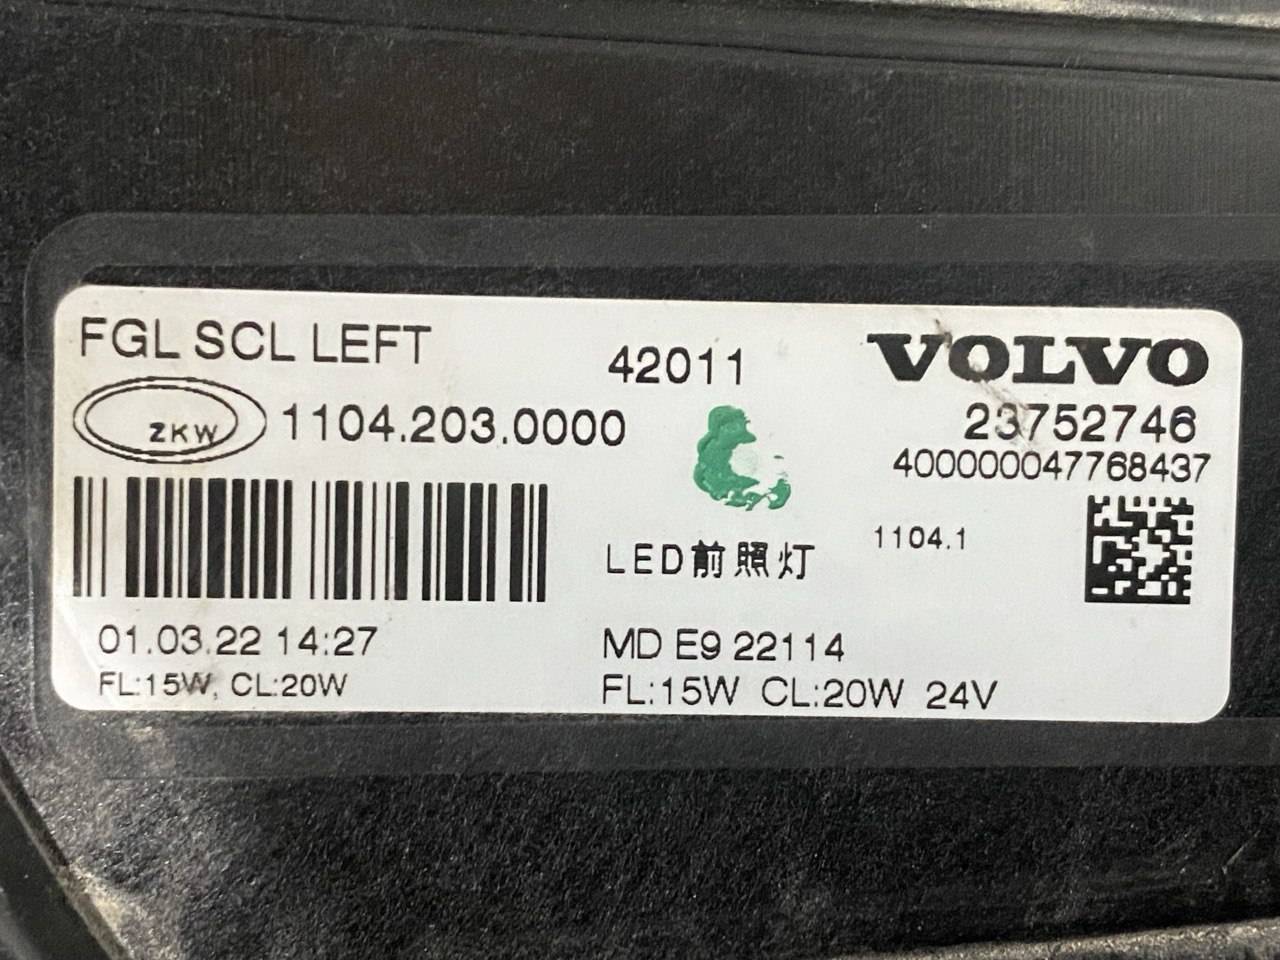 FGL SCL LEFT
42011
VOLVO
ZKW
1104.203.0000
23752746
400000047768437
LED前照灯
1104.1
01.03.22 14:27
MD E9 22114
FL:15W, CL:20W
FL:15W CL:20W 24V